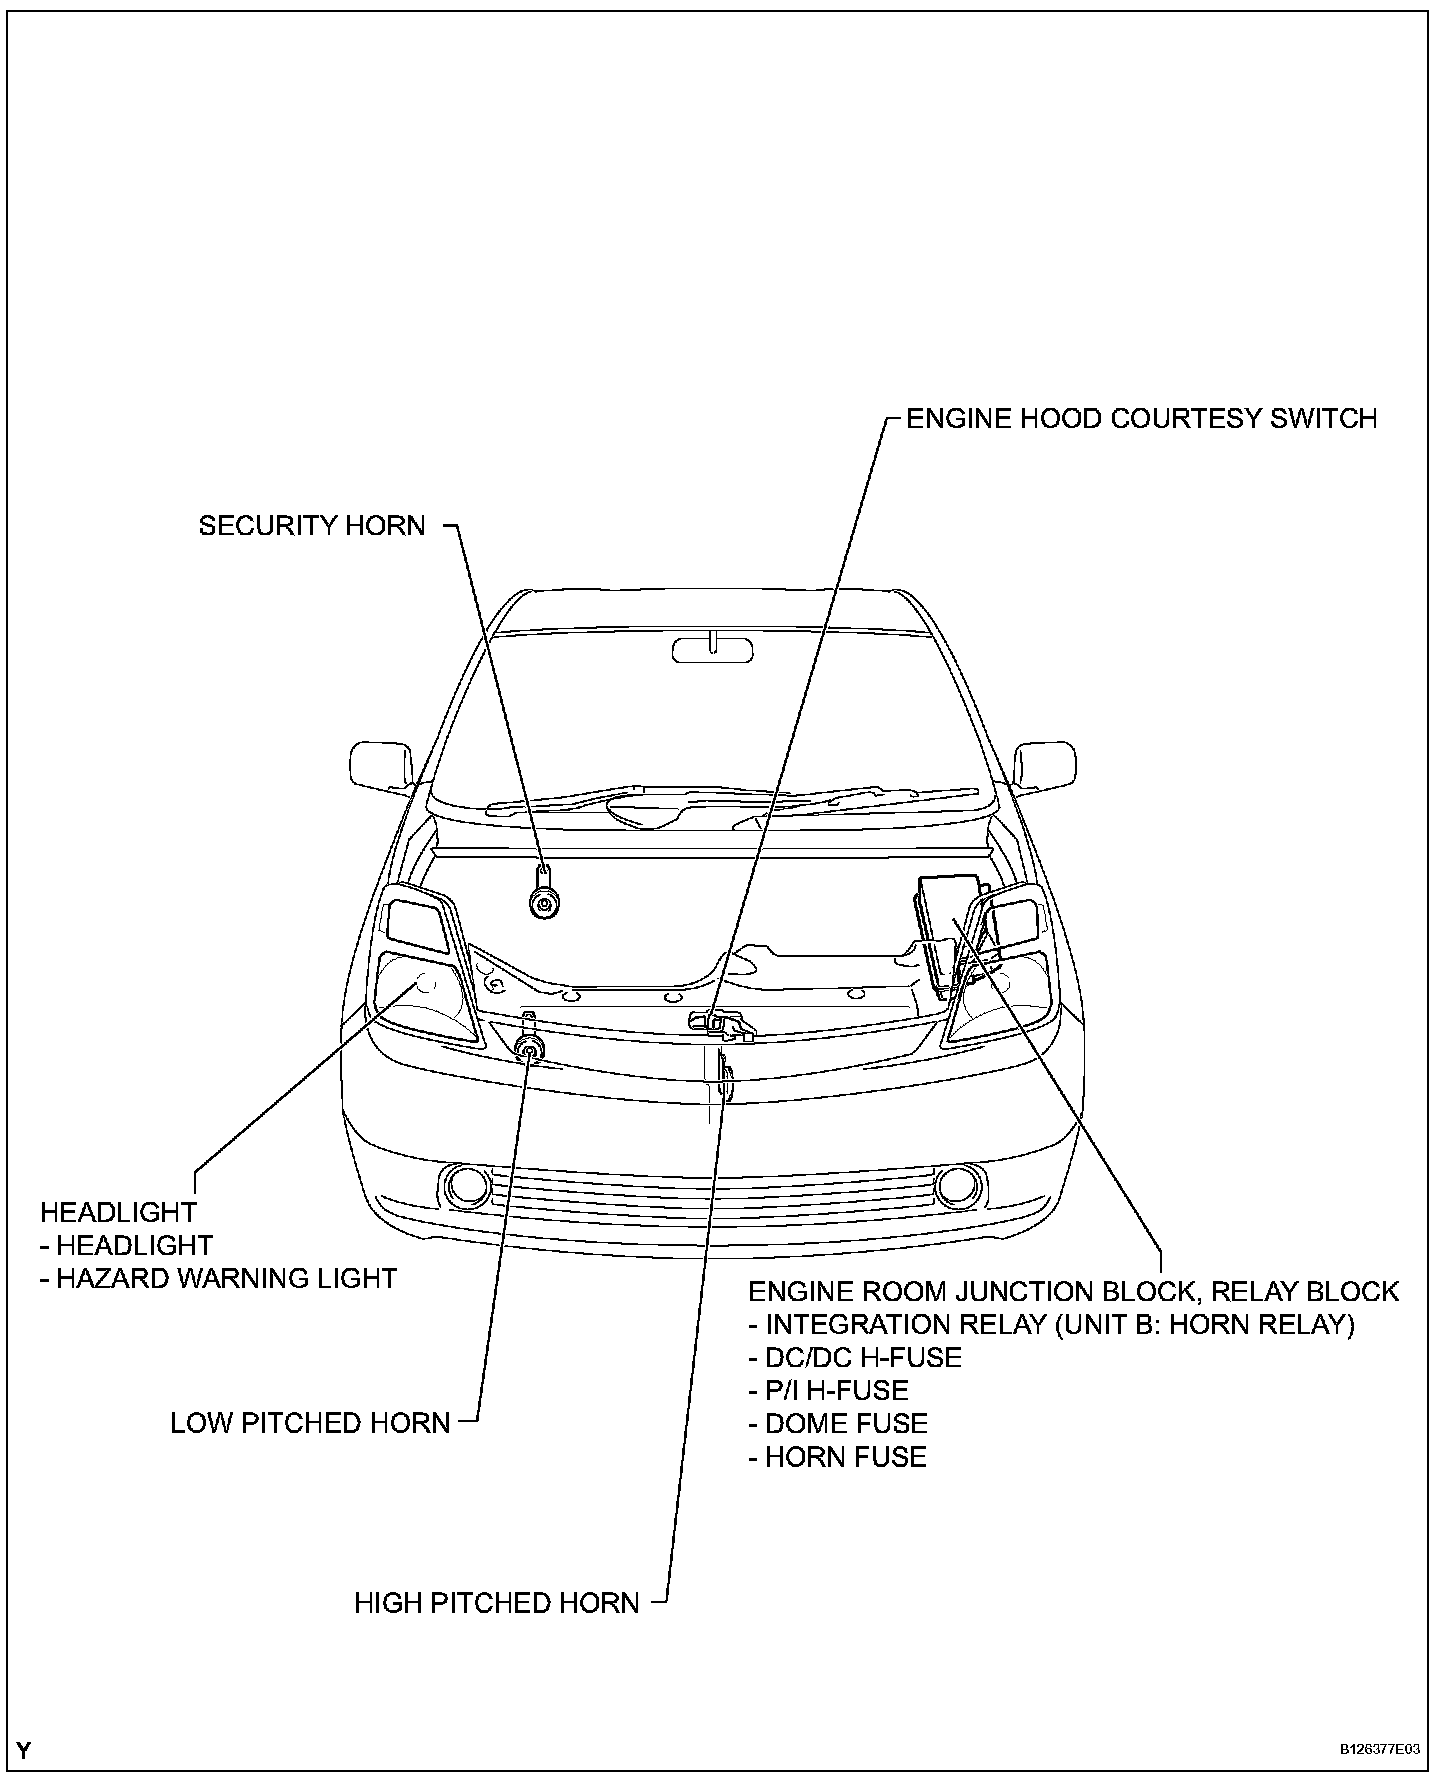 ENGINE HOOD COURTESY SWITCH
SECURITY HORN
HEADLIGHT
- HEADLIGHT
- HAZARD WARNING LIGHT
ENGINE ROOM JUNCTION BLOCK, RELAY BLOCK
- INTEGRATION RELAY (UNIT B: HORN RELAY)
- DC/DC H-FUSE
- P/I H-FUSE
- DOME FUSE
- HORN FUSE
LOW PITCHED HORN
HIGH PITCHED HORN
Y
B126377E03